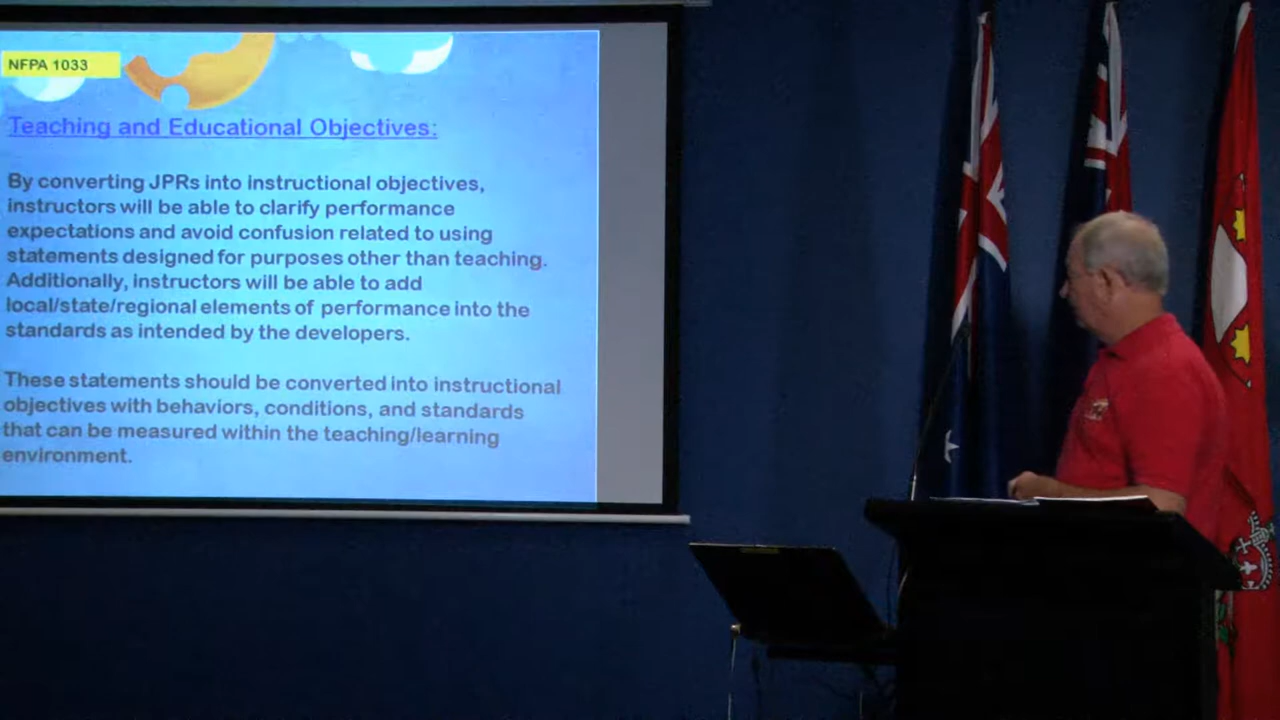 NFPA 1033
Teaching and Educational Objectives:
By converting JPRs into instructional objectives,
instructors will be able to clarify performance
expectations and avoid confusion related to using
statements designed for purposes other than teaching.
Additionally, instructors will be able to add
local/state/regional elements of performance into the
standards as intended by the developers.
These statements should be converted into instructional
objectives with behaviors, conditions, and standards
that can be measured within the teaching/learning
environment.